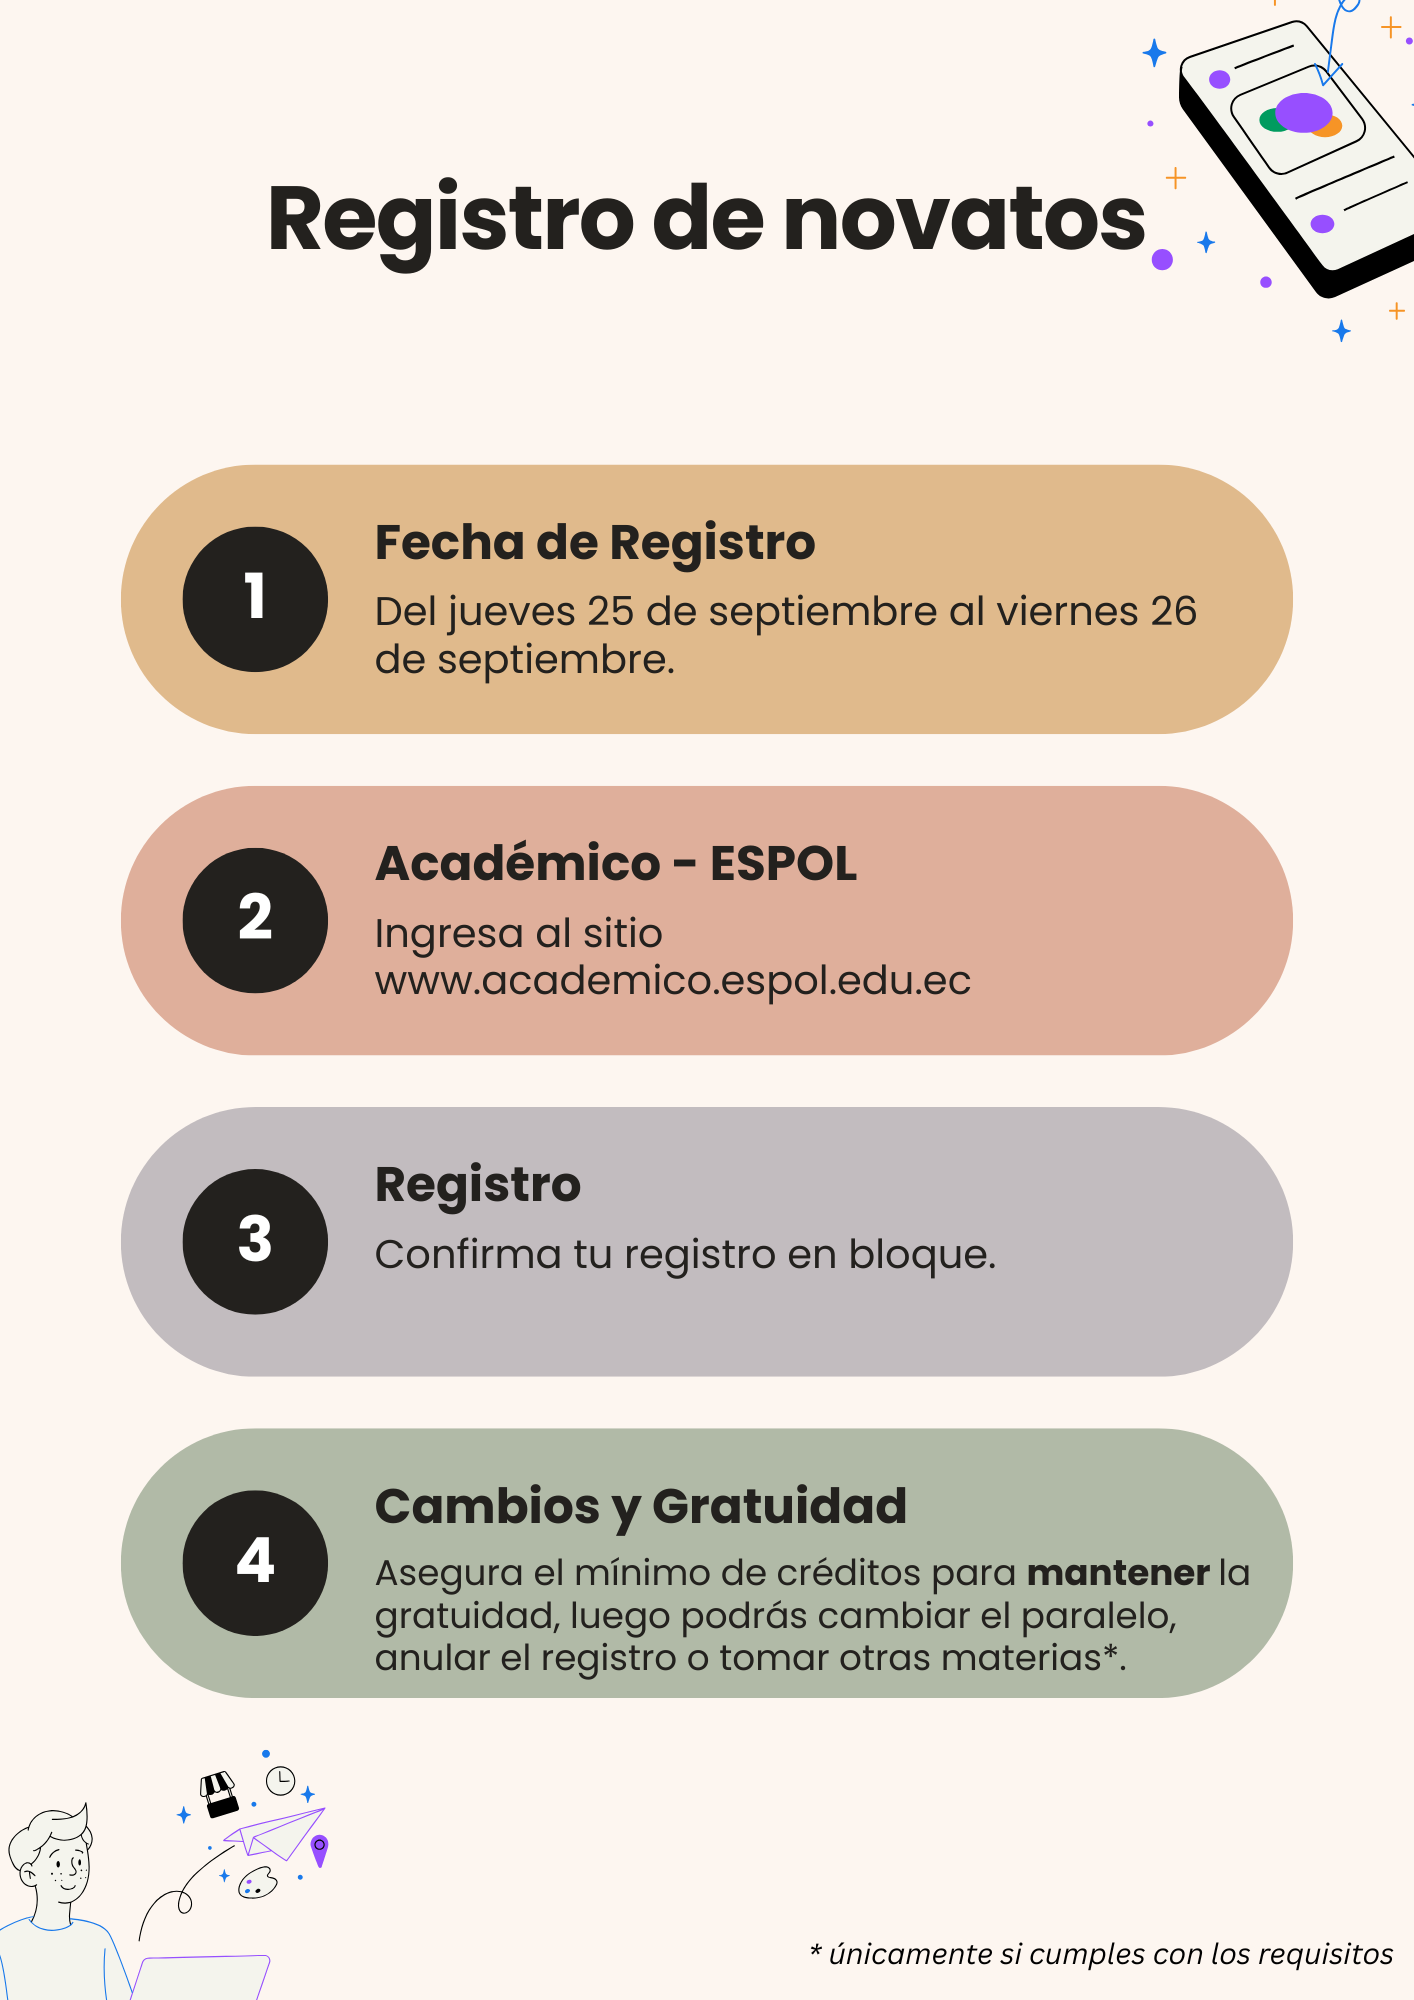 Registro de novatos
1
Fecha de Registro
Del jueves 25 de septiembre al viernes 26
de septiembre.
2
Académico - ESPOL
Ingresa al sitio
www.academico.espol.edu.ec
3
Registro
Confirma tu registro en bloque.
4
Cambios y Gratuidad
Asegura el mínimo de créditos para mantener la
gratuidad, luego podrás cambiar el paralelo,
anular el registro o tomar otras materias*.
* únicamente si cumples con los requisitos